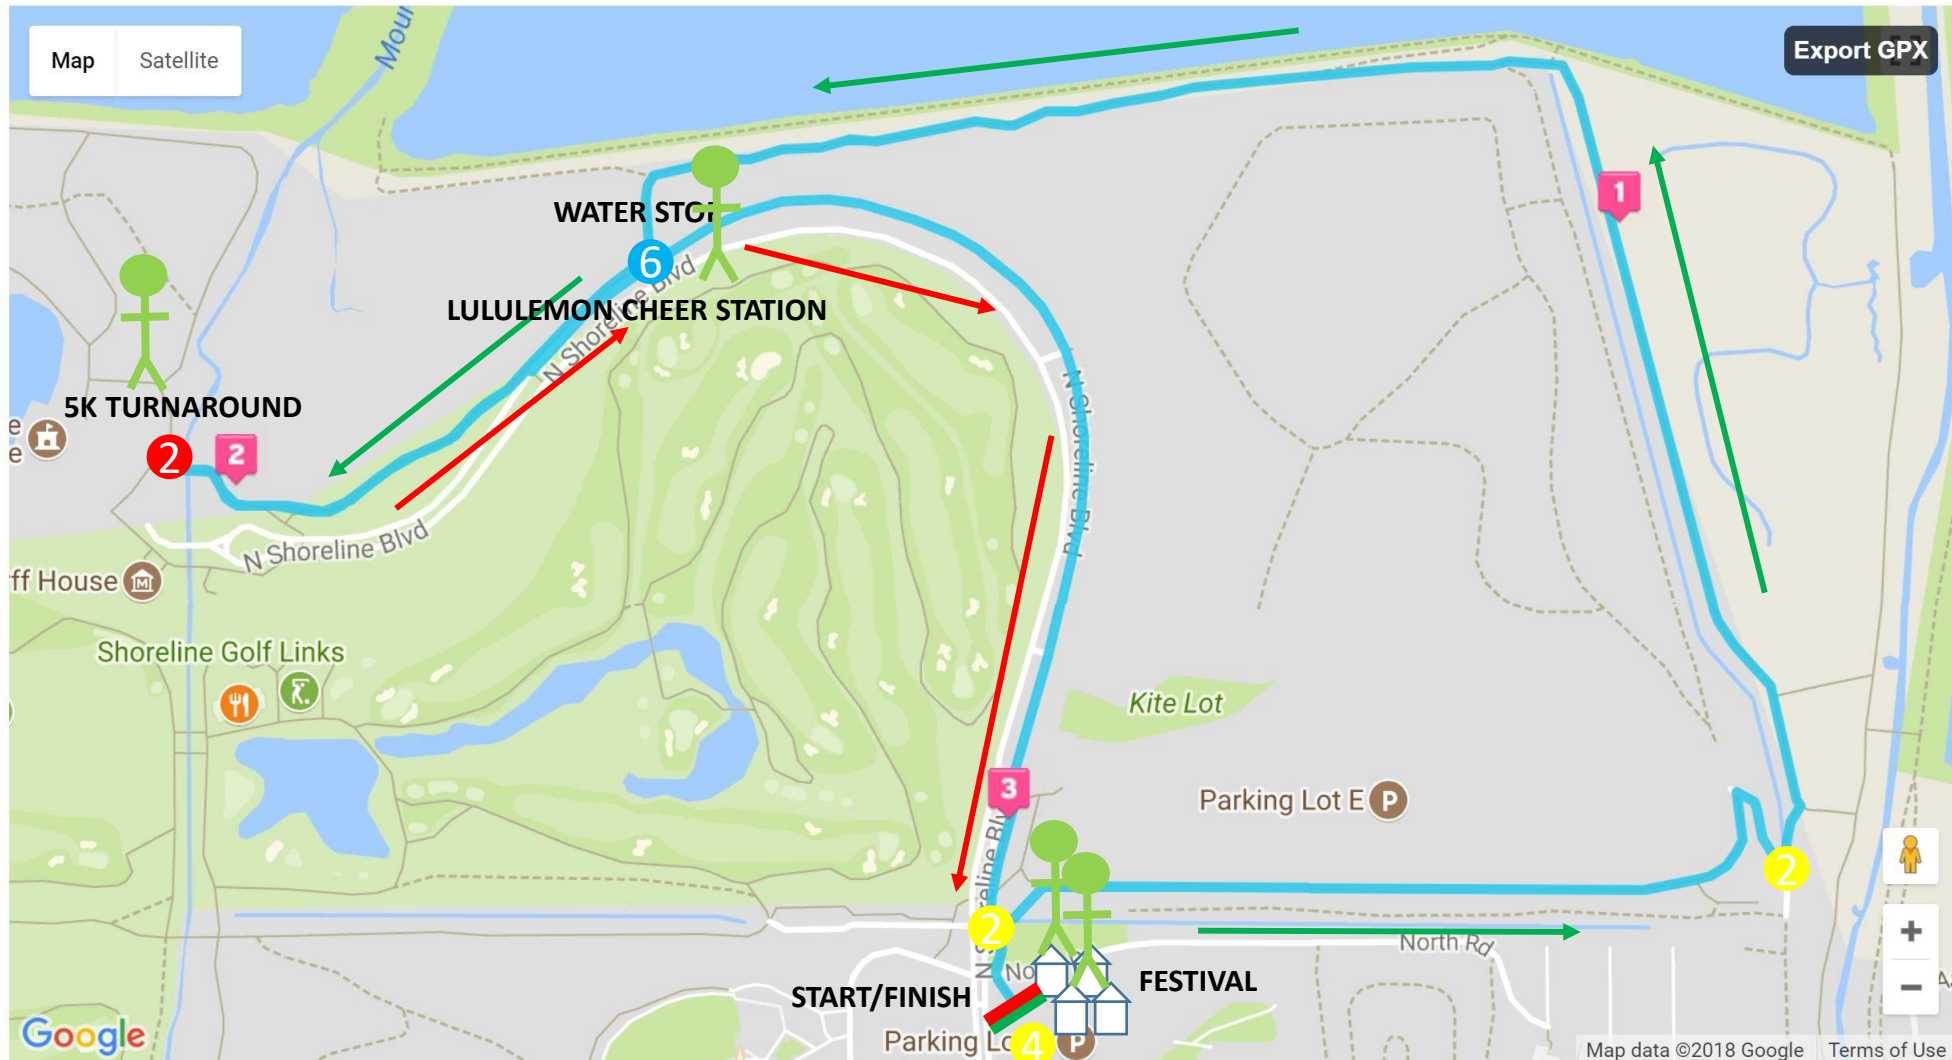 Map
Satellite
Moun
Export GPX
1
WATER STOP
6
N Shoreline Blvd
LULULEMON CHEER STATION
N Shoreline Blvd
5K TURNAROUND
2
2
e
e
N Shoreline Blvd
ff House
M
Shoreline Golf Links
Kite Lot
3
Parking Lot E
P
2
2
North Rd
No
START/FINISH
FESTIVAL
4
P
Google
Map data ©2018 Google
Terms of Use